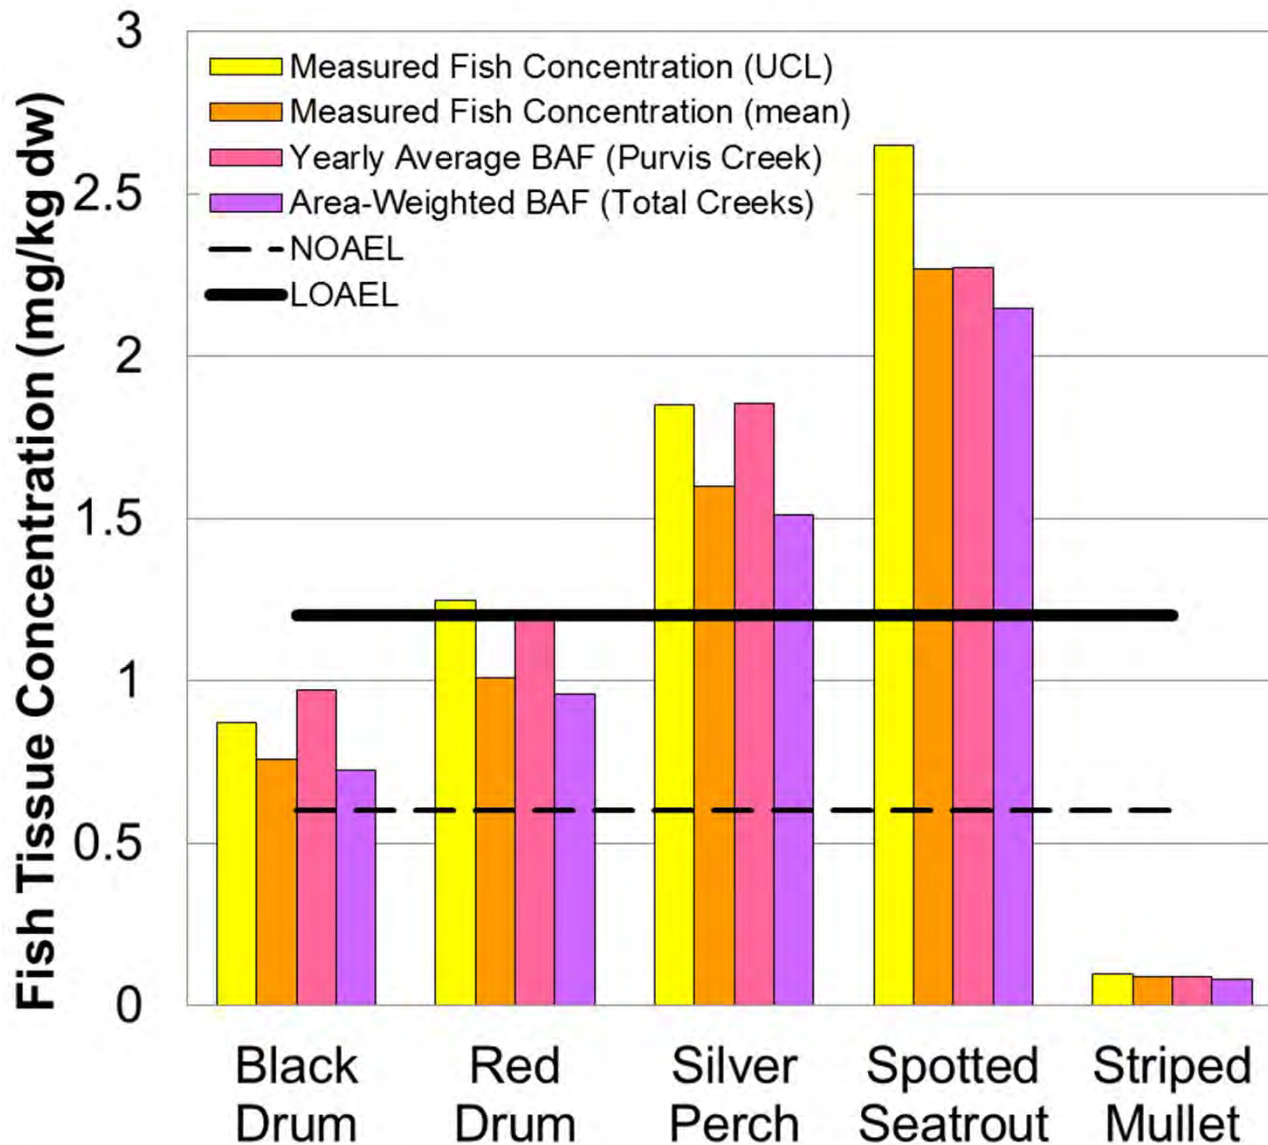 Fish Tissue Concentration (mg/kg dw)
3
2.5
2
1.5
1
0.5
0
Measured Fish Concentration (UCL)
Measured Fish Concentration (mean)
Yearly Average BAF (Purvis Creek)
Area-Weighted BAF (Total Creeks)
NOAEL
LOAEL
Black
Drum
Red
Drum
Silver
Perch
Spotted
Seatrout
Striped
Mullet